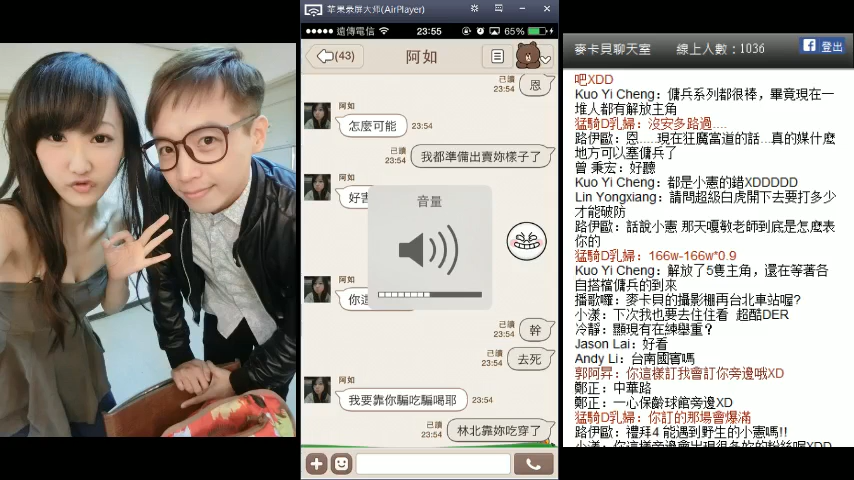 苹果录屏大师(AirPlayer)
遠傳電信
23:55
65%
(43)
阿如
已讀
23:54
恩
阿如
怎麼可能
23:54
已讀
23:54
我都準備出賣妳樣子了
阿如
好害
音量
已讀
23:54
阿如
你這
已讀
23:54
幹
已讀
23:54
去死
阿如
我要靠你騙吃騙喝耶
23:54
已讀
23:54
林北靠妳吃穿了
麥卡貝聊天室
線上人數：1036
登出
吧XDD
Kuo Yi Cheng：傭兵系列都很棒，畢竟現在一
堆人都有解放主角
猛騎D乳婦：沒安多路過....
路伊歐：恩.....現在狂魔當道的話...真的媒什麼
地方可以塞傭兵了
曾 秉宏：好聽
Kuo Yi Cheng：都是小憲的錯XDDDDD
Lin Yongxiang：請問超級白虎開下去要打多少
才能破防
路伊歐：話說小憲 那天嘎敏老師到底是怎麼表
你的
猛騎D乳婦：166w-166w*0.9
Kuo Yi Cheng：解放了5隻主角，還在等著各
自搭檔傭兵的到來
播歌囉：麥卡貝的攝影棚再台北車站喔?
小漾：下次我也要去住住看 超酷DER
冷靜：顯現有在練舉重？
Jason Lai：好看
Andy Li：台南國賓嗎
郭阿昇：你這樣訂我會訂你旁邊哦XD
鄭正：中華路
鄭正：一心保齡球館旁邊XD
猛騎D乳婦：你訂的那場會爆滿
路伊歐：禮拜4 能遇到野生的小憲嗎!!